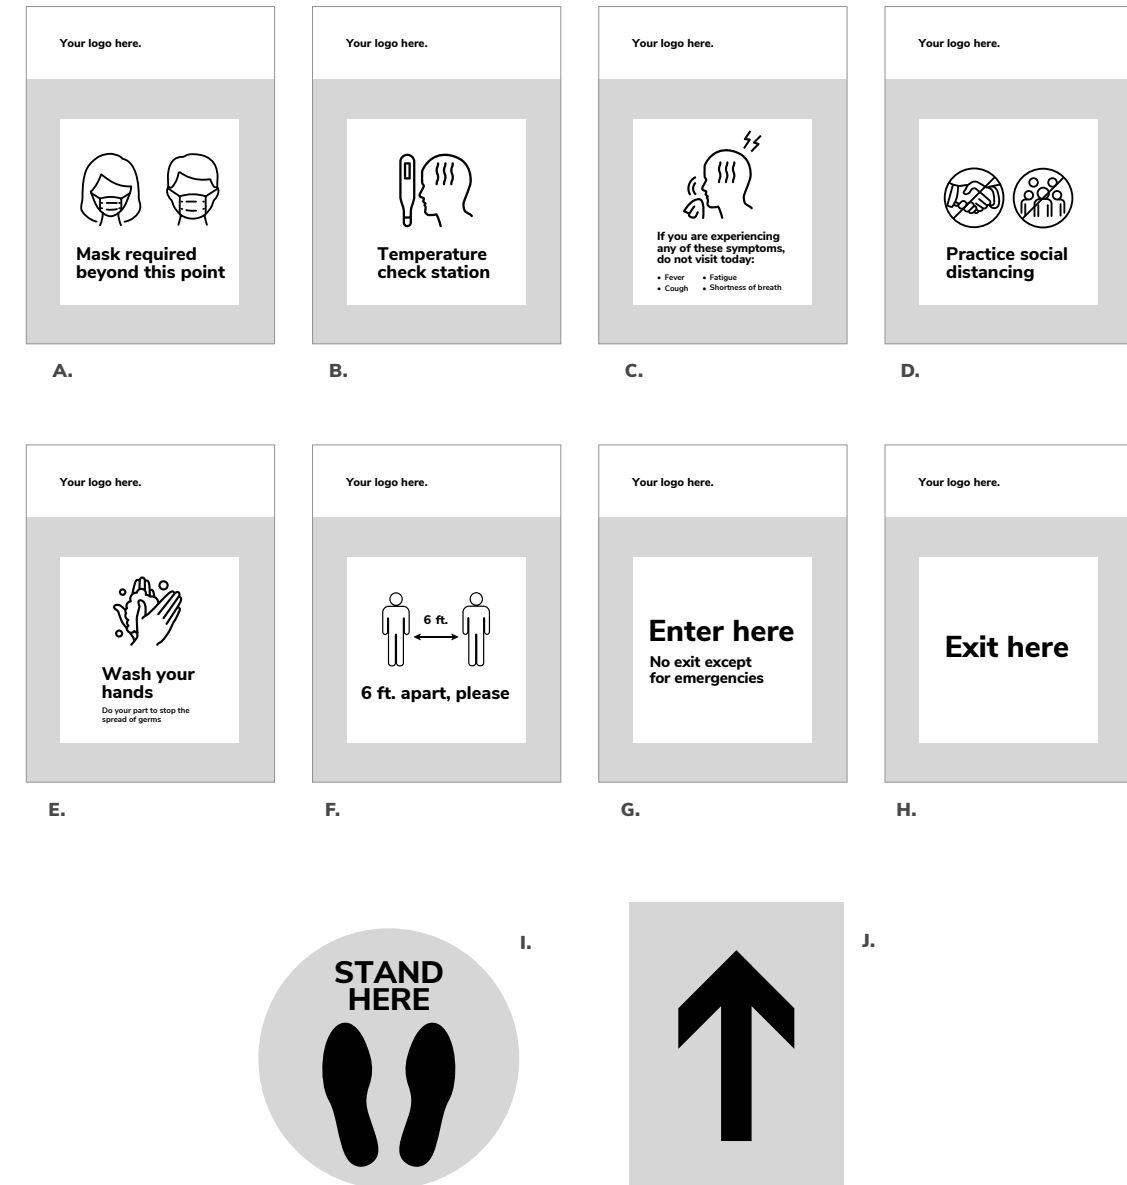 Your logo here.
Your logo here.
Your logo here.
Your logo here.
Mask required
beyond this point
Temperature
check station
If you are experiencing
any of these symptoms,
do not visit today:
• Fever • Fatigue
• Cough • Shortness of breath
Practice social
distancing
A.
B.
C.
D.
Your logo here.
Your logo here.
Your logo here.
Your logo here.
Wash your
hands
Do your part to stop the
spread of germs
6 ft.
6 ft. apart, please
Enter here
No exit except
for emergencies
Exit here
E.
F.
G.
H.
STAND
HERE
I.
J.